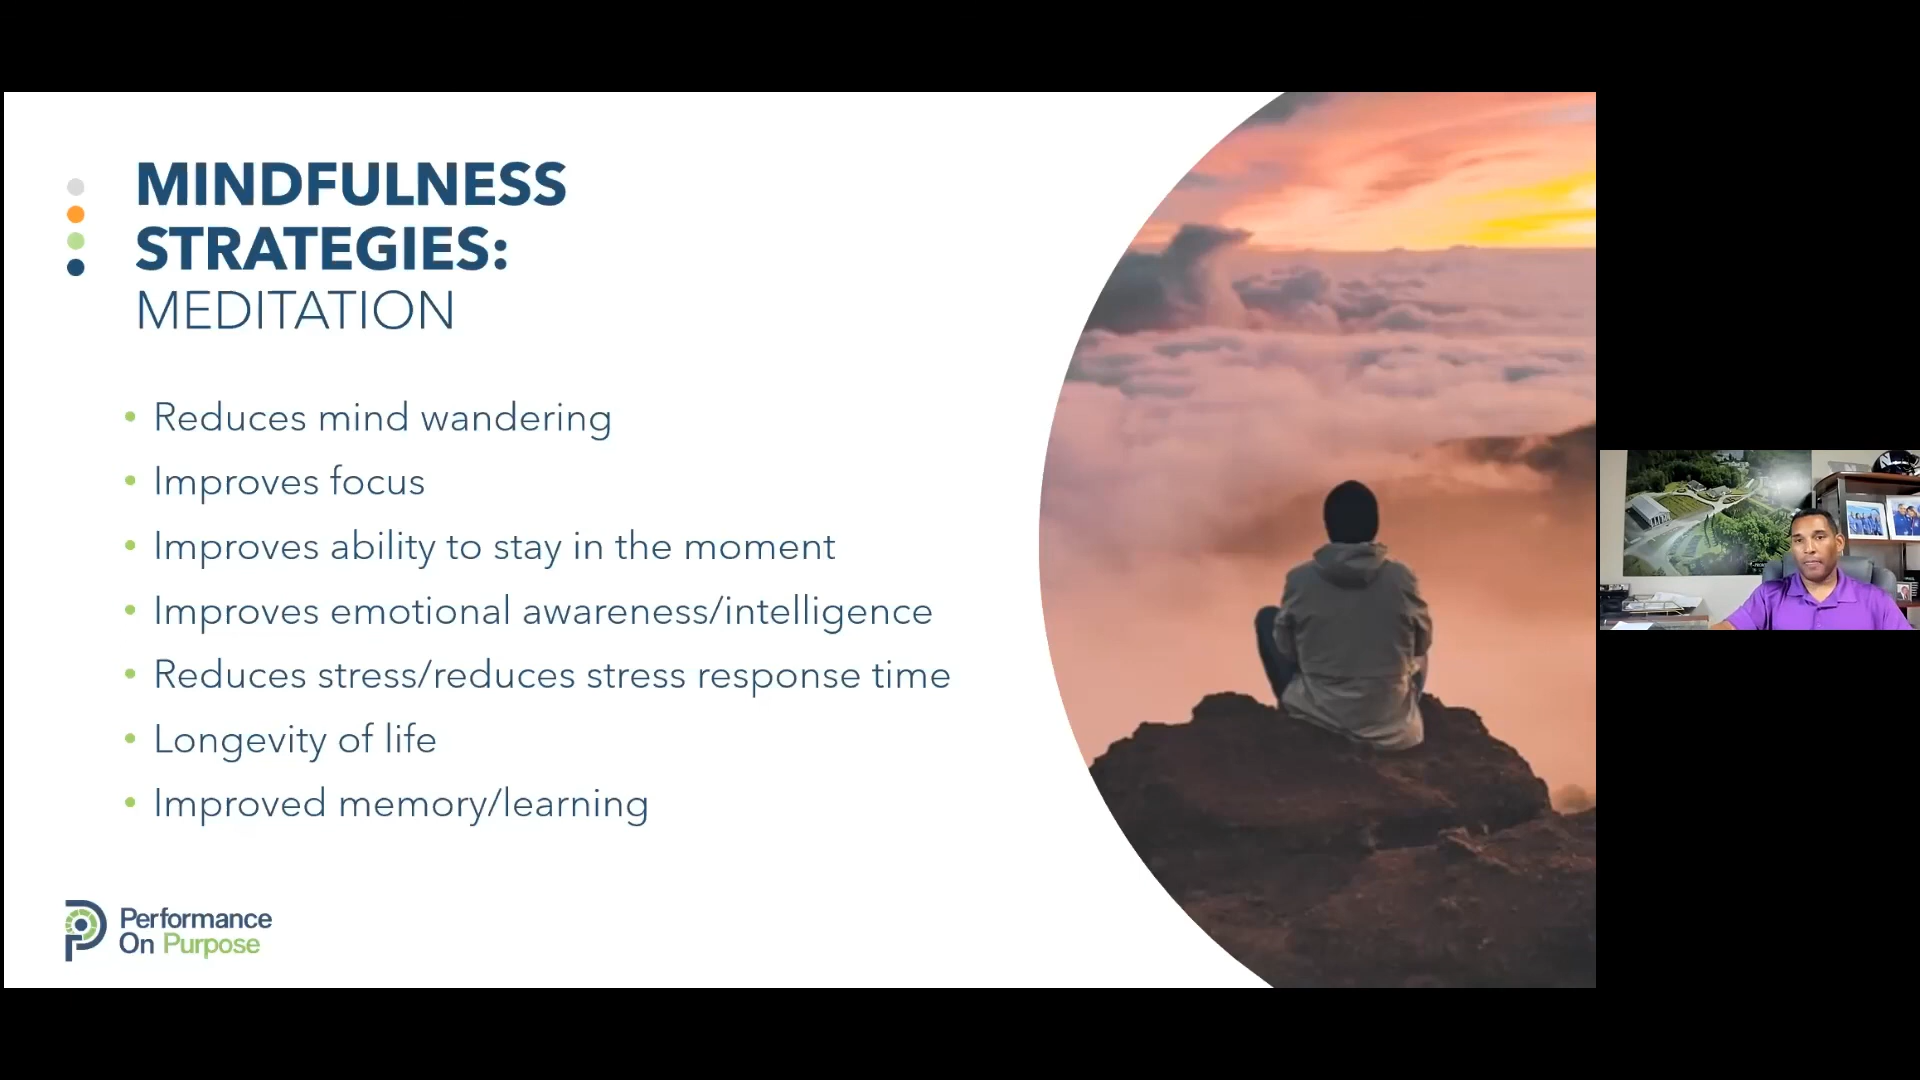 MINDFULNESS
STRATEGIES:
MEDITATION
• Reduces mind wandering
• Improves focus
• Improves ability to stay in the moment
• Improves emotional awareness/intelligence
• Reduces stress/reduces stress response time
• Longevity of life
• Improved memory/learning
Performance
On Purpose